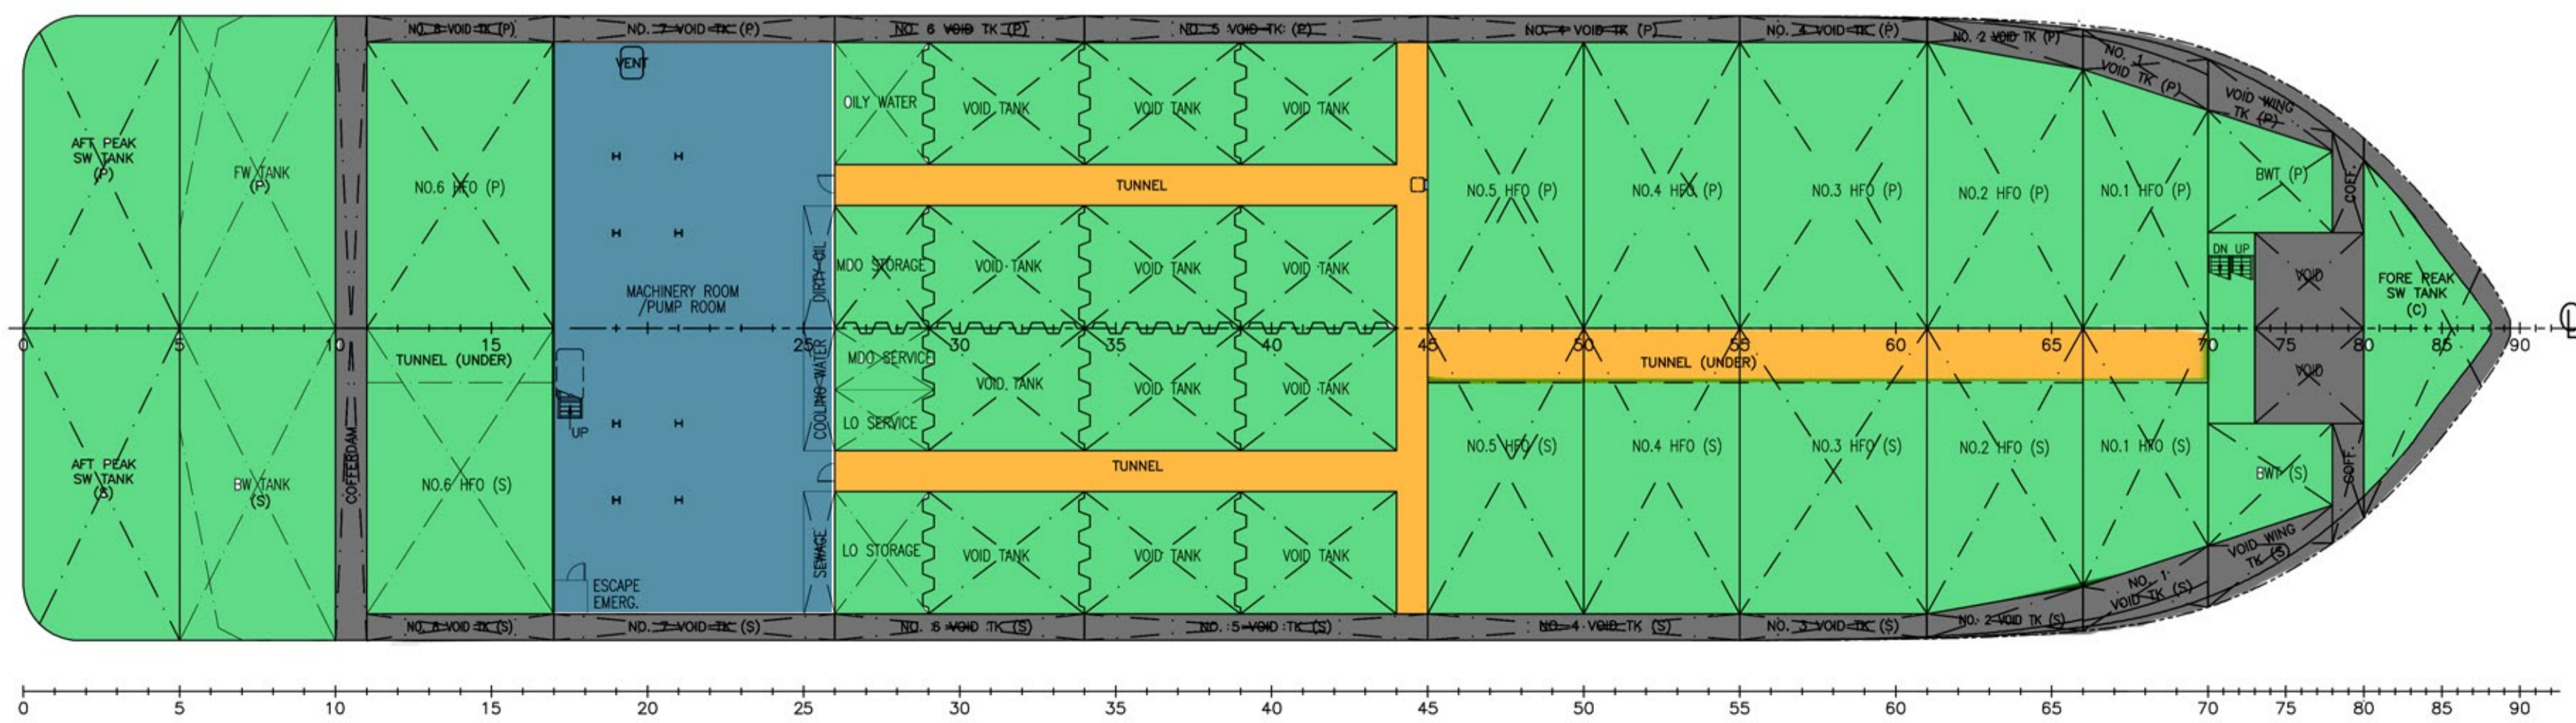 NO. 8 VOID TK (P)
NO. 7 VOID TK (P)
NO. 6 VOID TK (P)
NO. 5 VOID TK (P)
NO. 4 VOID TK (P)
NO. 4 VOID TK (P)
NO. 2 VOID TK (P)
NO. 1
VOID TK (P)
VOID WING
TK (P)
VENT
OILY WATER
VOID TANK
VOID TANK
VOID TANK
AFT PEAK
SW TANK
(P)
FW TANK
(P)
NO.6 HFO (P)
TUNNEL
NO.5 HFO (P)
NO.4 HFO (P)
NO.3 HFO (P)
NO.2 HFO (P)
NO.1 HFO (P)
BWT (P)
COFF.
DIRTY OIL
MDO STORAGE
VOID TANK
VOID TANK
VOID TANK
MACHINERY ROOM
/PUMP ROOM
DN UP
VOID
FORE PEAK
SW TANK
(C)
0 5 10 15 20 25 30 35 40 45 50 55 60 65 70 75 80 85 90
TUNNEL (UNDER)
COOLING WATER
MDO SERVICE
VOID TANK
VOID TANK
VOID TANK
TUNNEL (UNDER)
VOID
LO SERVICE
UP
COFFERDAM
AFT PEAK
SW TANK
(S)
BW TANK
(S)
NO.6 HFO (S)
TUNNEL
NO.5 HFO (S)
NO.4 HFO (S)
NO.3 HFO (S)
NO.2 HFO (S)
NO.1 HFO (S)
BWT (S)
COFF.
SEWAGE
LO STORAGE
VOID TANK
VOID TANK
VOID TANK
VOID WING
TK (S)
ESCAPE
EMERG.
NO. 1
VOID TK (S)
NO. 8 VOID TK (S)
NO. 7 VOID TK (S)
NO. 6 VOID TK (S)
NO. 5 VOID TK (S)
NO. 4 VOID TK (S)
NO. 3 VOID TK (S)
NO. 2 VOID TK (S)
0 5 10 15 20 25 30 35 40 45 50 55 60 65 70 75 80 85 90